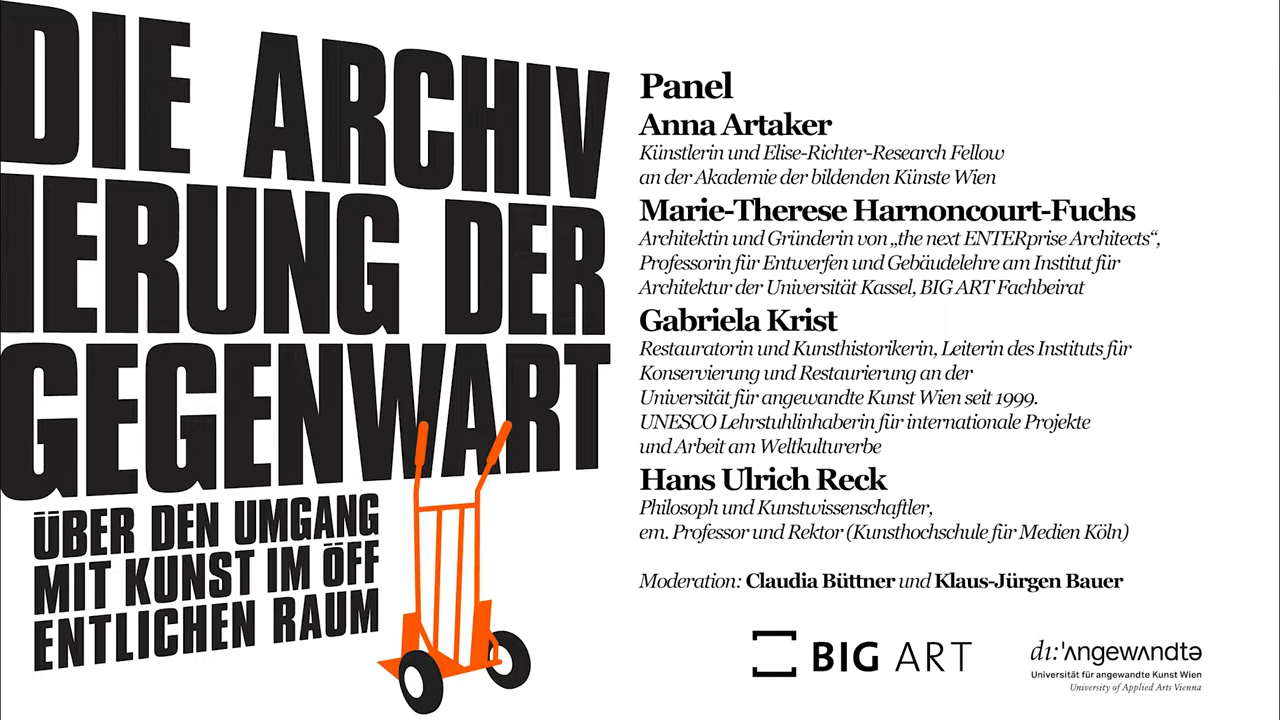 DIE ARCHIV
IERUNG DER
GEGENWART
ÜBER DEN UMGANG
MIT KUNST IM ÖFF
ENTLICHEN RAUM
Panel
Anna Artaker
Künstlerin und Elise-Richter-Research Fellow
an der Akademie der bildenden Künste Wien
Marie-Therese Harnoncourt-Fuchs
Architektin und Gründerin von „the next ENTERprise Architects“,
Professorin für Entwerfen und Gebäudelehre am Institut für
Architektur der Universität Kassel, BIG ART Fachbeirat
Gabriela Krist
Restauratorin und Kunsthistorikerin, Leiterin des Instituts für
Konservierung und Restaurierung an der
Universität für angewandte Kunst Wien seit 1999.
UNESCO Lehrstuhlinhaberin für internationale Projekte
und Arbeit am Weltkulturerbe
Hans Ulrich Reck
Philosoph und Kunstwissenschaftler,
em. Professor und Rektor (Kunsthochschule für Medien Köln)
Moderation: Claudia Büttner und Klaus-Jürgen Bauer
BIG ART
dı:'ʌngewʌndtə
Universität für angewandte Kunst Wien
University of Applied Arts Vienna